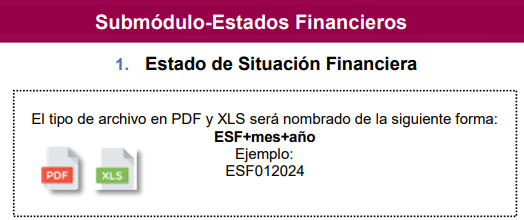 Submódulo-Estados Financieros
1. Estado de Situación Financiera
El tipo de archivo en PDF y XLS será nombrado de la siguiente forma:
ESF+mes+año
Ejemplo:
ESF012024
PDF XLS